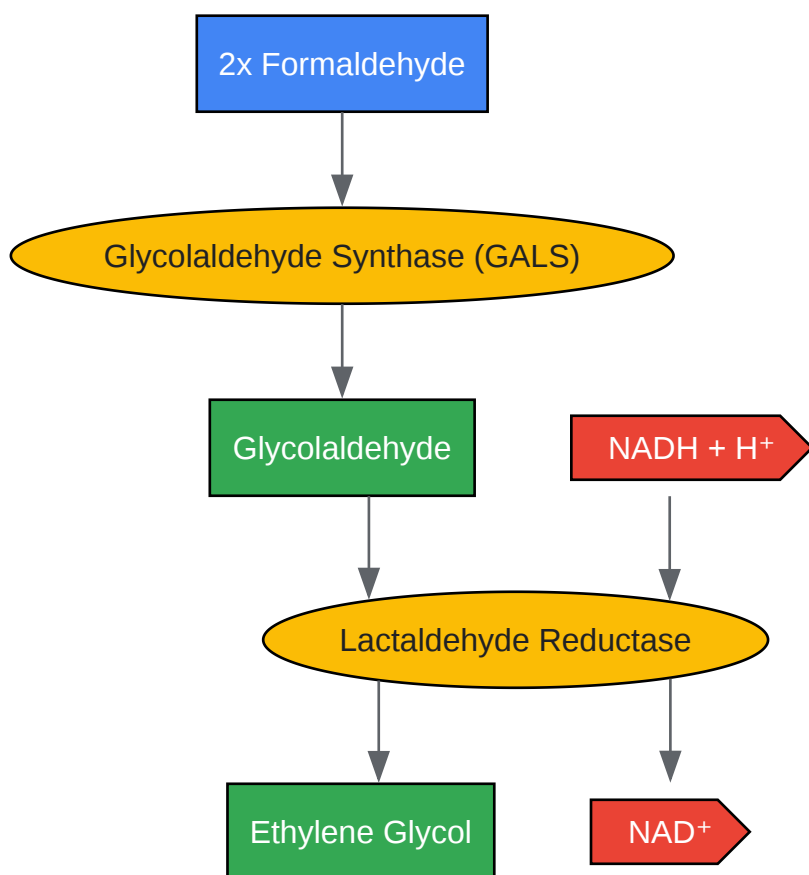 2x Formaldehyde
Glycolaldehyde Synthase (GALS)
Glycolaldehyde
NADH + H⁺
Lactaldehyde Reductase
Ethylene Glycol
NAD⁺